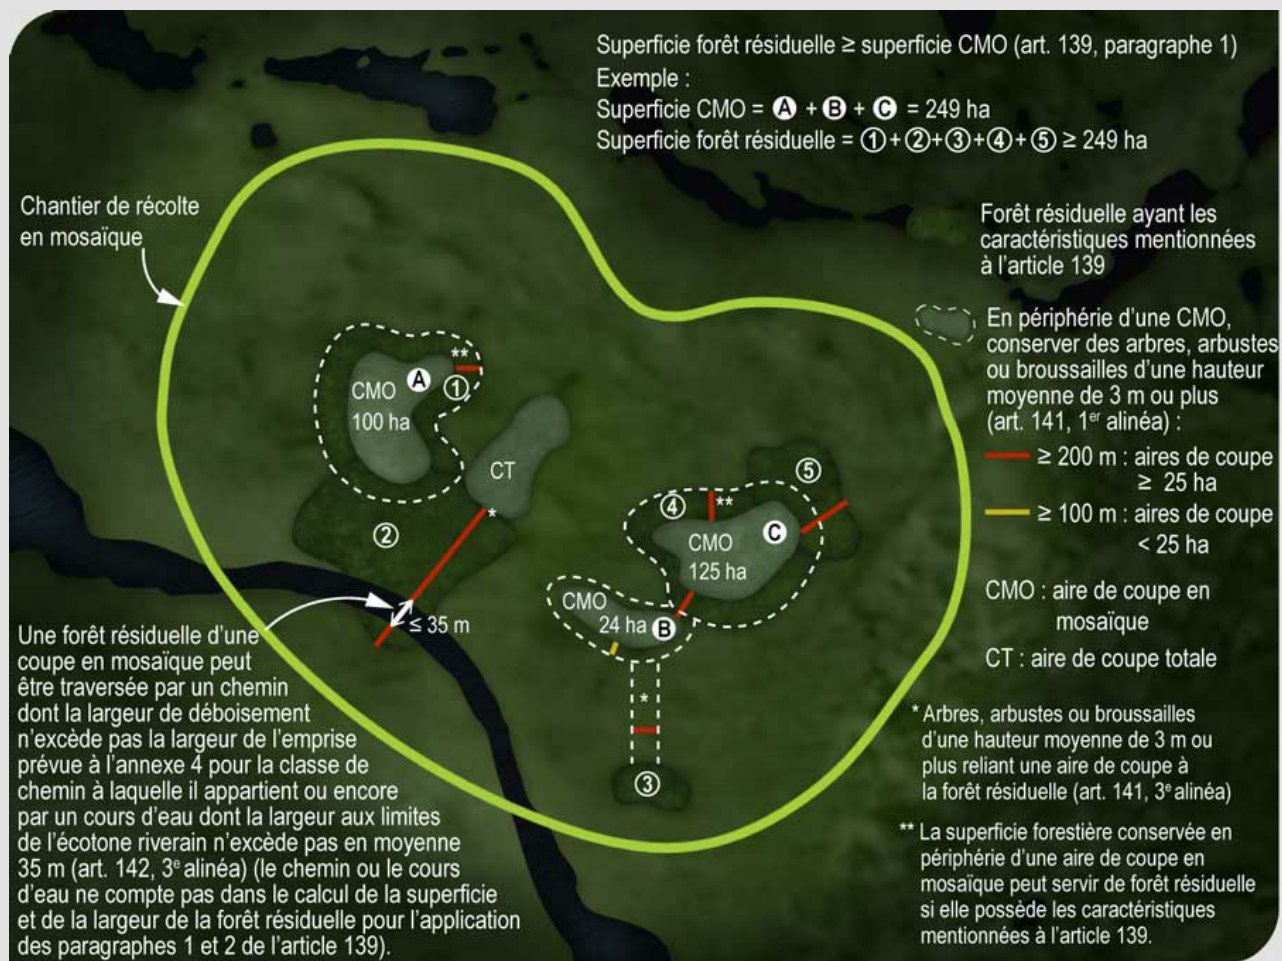 Superficie forêt résiduelle ≥ superficie CMO (art. 139, paragraphe 1)
Exemple :
Superficie CMO = A + B + C = 249 ha
Superficie forêt résiduelle = ①+②+③+④+⑤ ≥ 249 ha
Chantier de récolte
en mosaïque
Forêt résiduelle ayant les
caractéristiques mentionnées
à l'article 139
En périphérie d'une CMO,
conserver des arbres, arbustes
ou broussailles d'une hauteur
moyenne de 3 m ou plus
(art. 141, 1er alinéa) :
≥ 200 m : aires de coupe
≥ 25 ha
≥ 100 m : aires de coupe
< 25 ha
CMO : aire de coupe en
mosaïque
CT : aire de coupe totale
* Arbres, arbustes ou broussailles
d'une hauteur moyenne de 3 m ou
plus reliant une aire de coupe à
la forêt résiduelle (art. 141, 3e alinéa)
** La superficie forestière conservée en
périphérie d'une aire de coupe en
mosaïque peut servir de forêt résiduelle
si elle possède les caractéristiques
mentionnées à l'article 139.
**
A
①
CMO
100 ha
CT
*
②
≤ 35 m
⑤
④
**
C
CMO
125 ha
CMO
24 ha
B
*
③
Une forêt résiduelle d'une
coupe en mosaïque peut
être traversée par un chemin
dont la largeur de déboisement
n'excède pas la largeur de l'emprise
prévue à l'annexe 4 pour la classe de
chemin à laquelle il appartient ou encore
par un cours d'eau dont la largeur aux limites
de l'écotone riverain n'excède pas en moyenne
35 m (art. 142, 3e alinéa) (le chemin ou le cours
d'eau ne compte pas dans le calcul de la superficie
et de la largeur de la forêt résiduelle pour l'application
des paragraphes 1 et 2 de l'article 139).